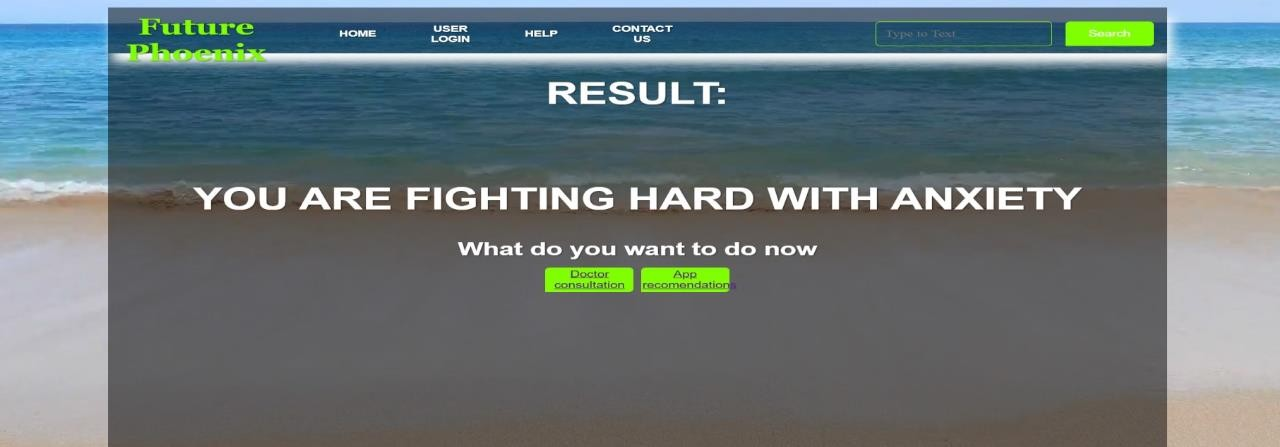 Future
Phoenix
HOME
USER
LOGIN
HELP
CONTACT
US
Type to Text
Search
RESULT:
YOU ARE FIGHTING HARD WITH ANXIETY
What do you want to do now
Doctor
consultation
App
recomendations